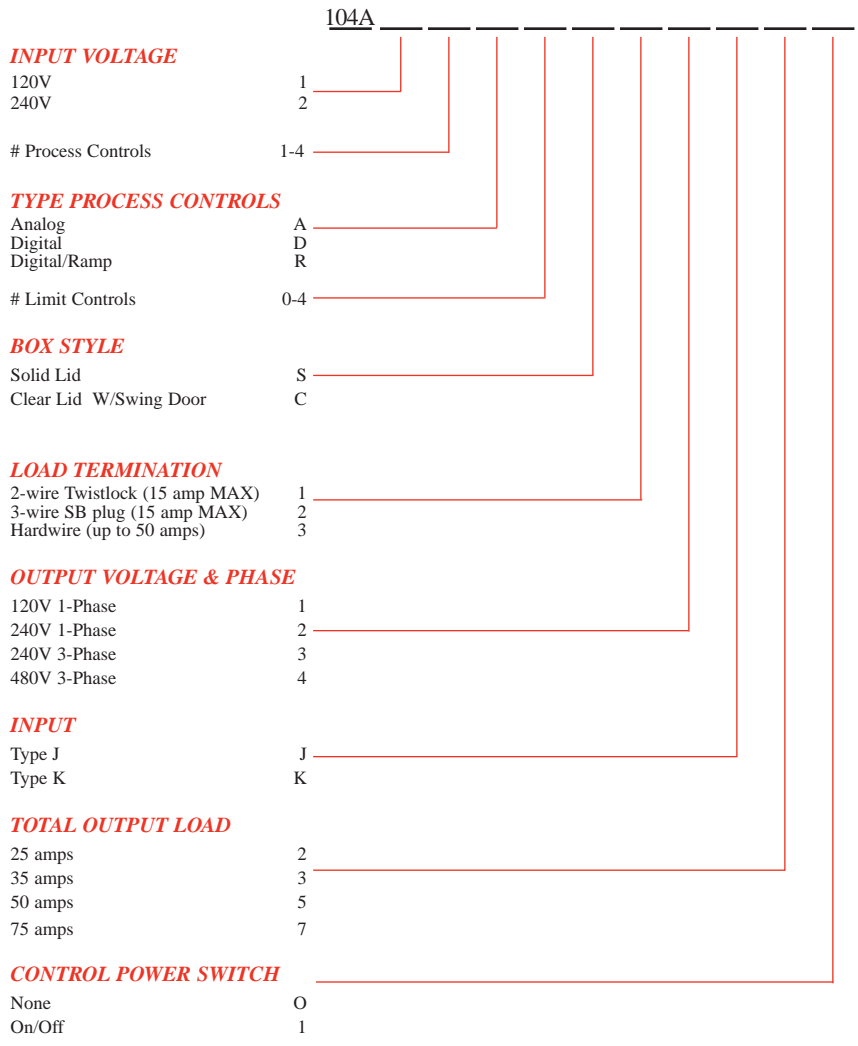 104A
INPUT VOLTAGE
120V 1
240V 2
# Process Controls 1-4
TYPE PROCESS CONTROLS
Analog A
Digital D
Digital/Ramp R
# Limit Controls 0-4
BOX STYLE
Solid Lid S
Clear Lid W/Swing Door C
LOAD TERMINATION
2-wire Twistlock (15 amp MAX) 1
3-wire SB plug (15 amp MAX) 2
Hardwire (up to 50 amps) 3
OUTPUT VOLTAGE & PHASE
120V 1-Phase 1
240V 1-Phase 2
240V 3-Phase 3
480V 3-Phase 4
INPUT
Type J J
Type K K
TOTAL OUTPUT LOAD
25 amps 2
35 amps 3
50 amps 5
75 amps 7
CONTROL POWER SWITCH
None O
On/Off 1